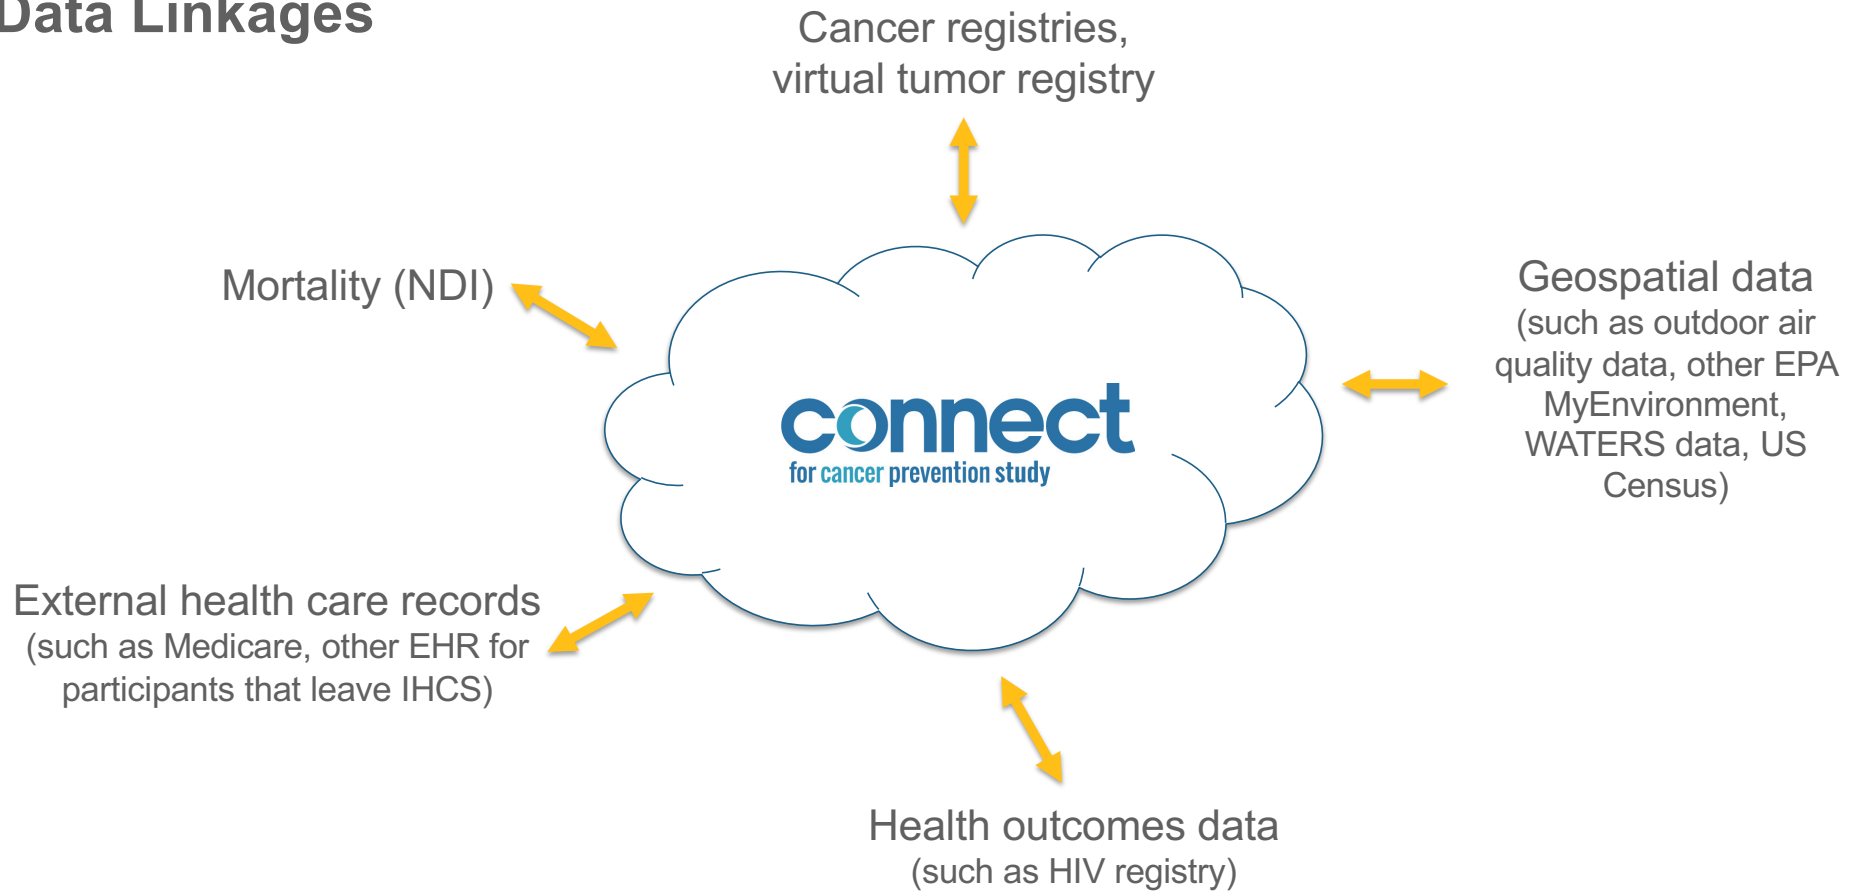 Data Linkages
Cancer registries,
virtual tumor registry
Mortality (NDI)
Geospatial data
(such as outdoor air
quality data, other EPA
MyEnvironment,
WATERS data, US
Census)
connect
for cancer prevention study
External health care records
(such as Medicare, other EHR for
participants that leave IHCS)
Health outcomes data
(such as HIV registry)